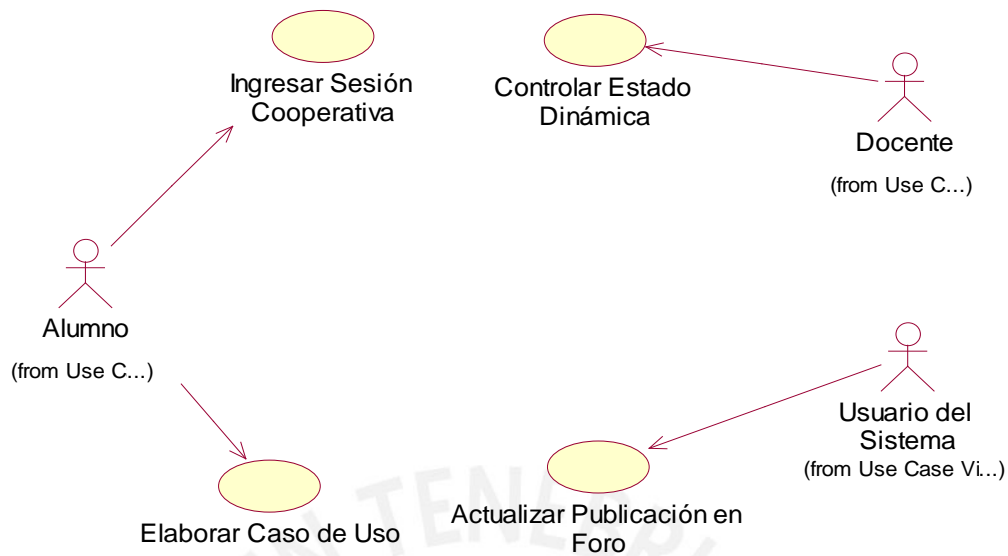 Ingresar Sesión
Cooperativa
Controlar Estado
Dinámica
Docente
(from Use C...)
Alumno
(from Use C...)
Usuario del
Sistema
(from Use Case Vi...)
Elaborar Caso de Uso
Actualizar Publicación en
Foro